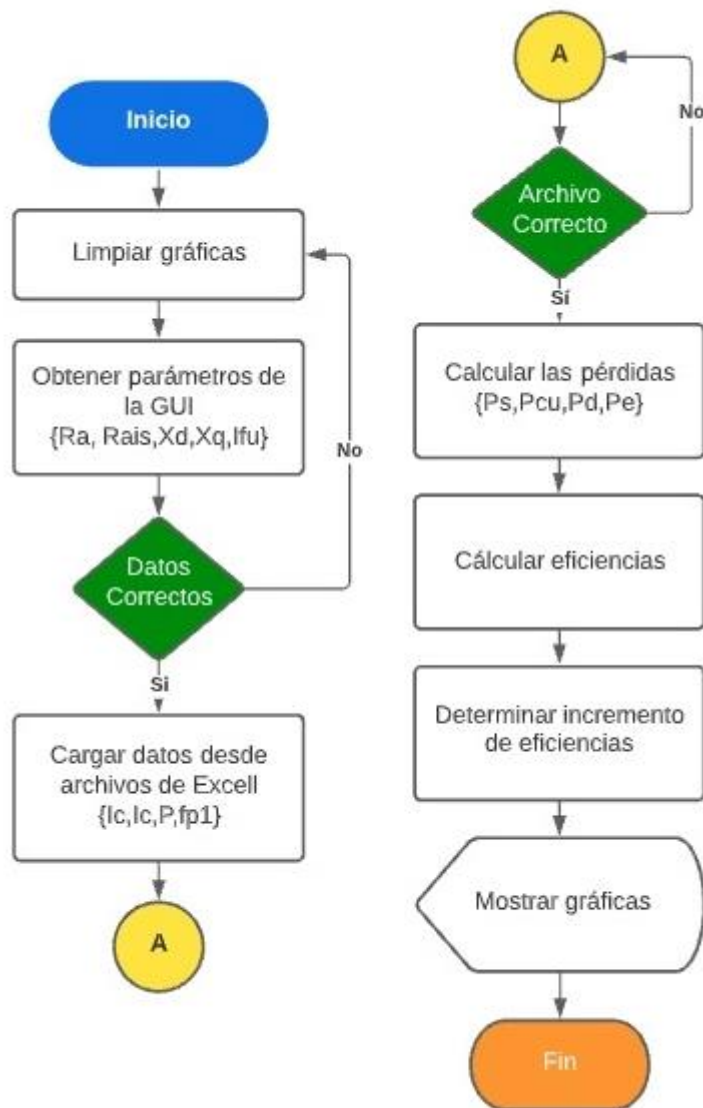 Inicio
Limpiar gráficas
Obtener parámetros de
la GUI
{Ra, Rais,Xd,Xq,Ifu}
No
Datos
Correctos
Si
Cargar datos desde
archivos de Excell
{Ic,Ic,P,fp1}
A
A
No
Archivo
Correcto
Sí
Calcular las pérdidas
{Ps,Pcu,Pd,Pe}
Cálcular eficiencias
Determinar incremento
de eficiencias
Mostrar gráficas
Fin